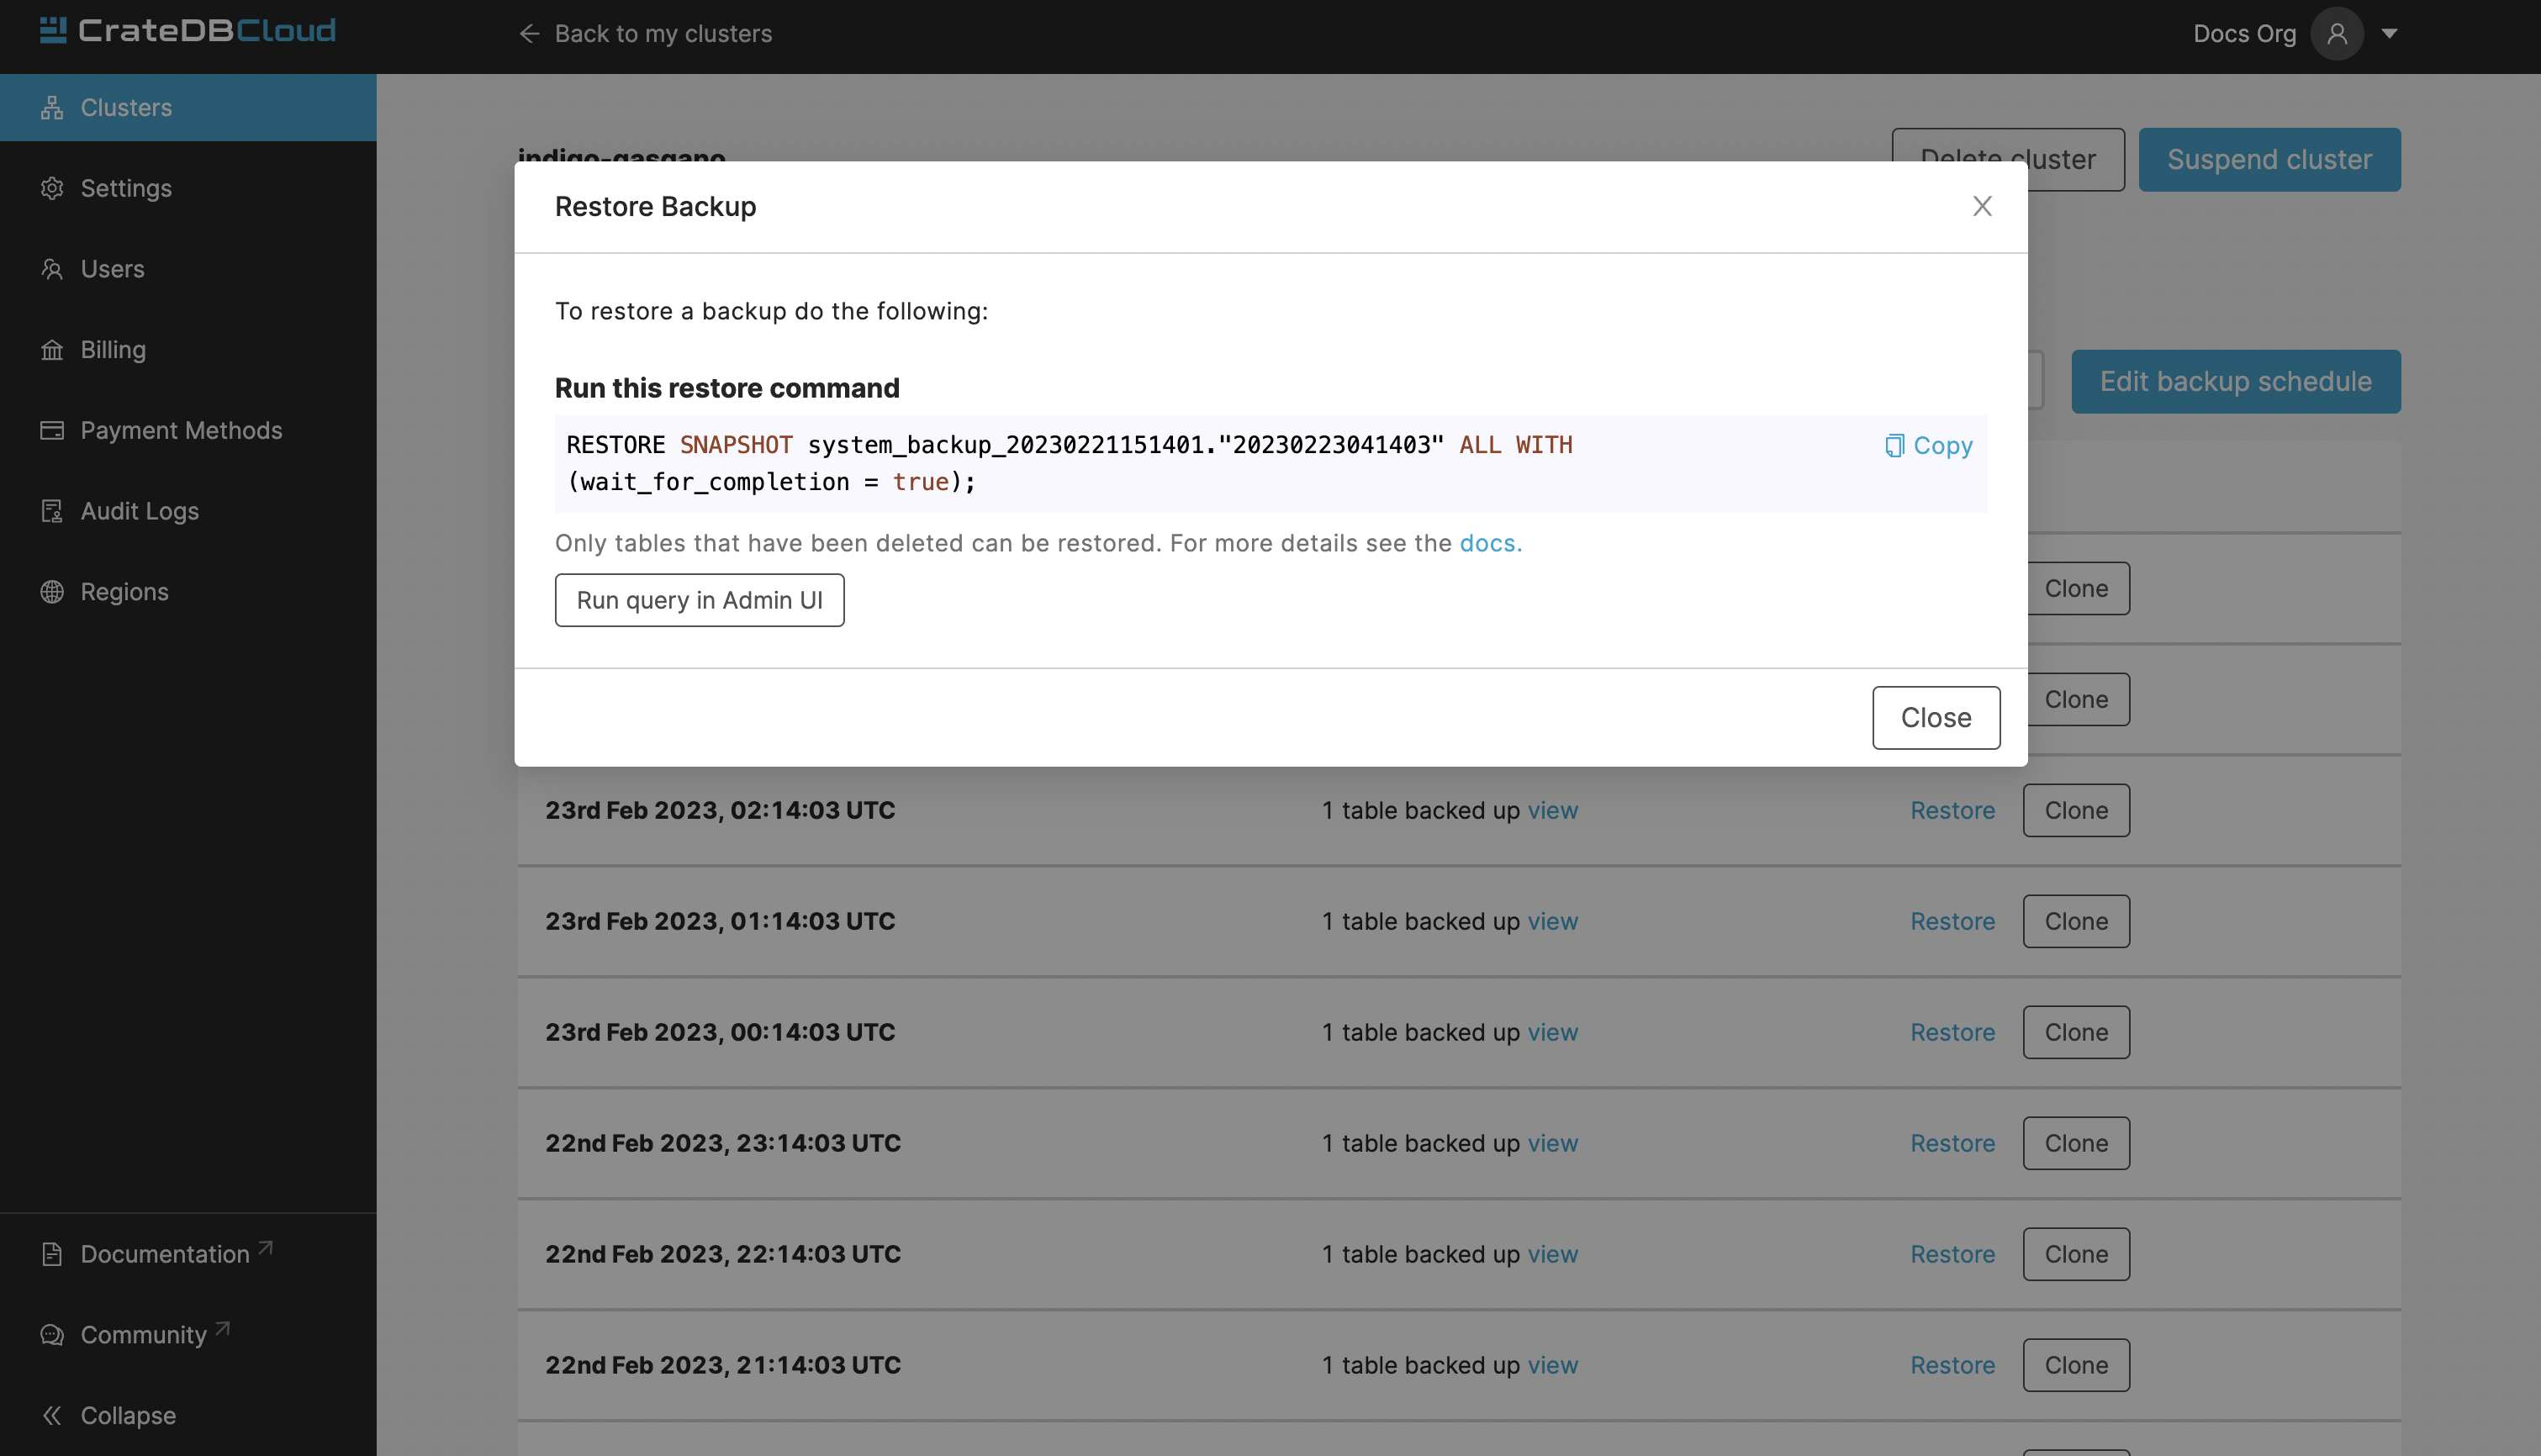 CrateDBCloud
Back to my clusters
Docs Org
Clusters
Settings
Users
Billing
Payment Methods
Audit Logs
Regions
Documentation
Community
Collapse
indigo-gasgano
Delete cluster
Suspend cluster
Edit backup schedule
Restore Backup
To restore a backup do the following:
Run this restore command
RESTORE SNAPSHOT system_backup_20230221151401."20230223041403" ALL WITH
(wait_for_completion = true);
Copy
Only tables that have been deleted can be restored. For more details see the docs.
Run query in Admin UI
Close
Clone
Clone
23rd Feb 2023, 02:14:03 UTC 1 table backed up view Restore Clone
23rd Feb 2023, 01:14:03 UTC 1 table backed up view Restore Clone
23rd Feb 2023, 00:14:03 UTC 1 table backed up view Restore Clone
22nd Feb 2023, 23:14:03 UTC 1 table backed up view Restore Clone
22nd Feb 2023, 22:14:03 UTC 1 table backed up view Restore Clone
22nd Feb 2023, 21:14:03 UTC 1 table backed up view Restore Clone